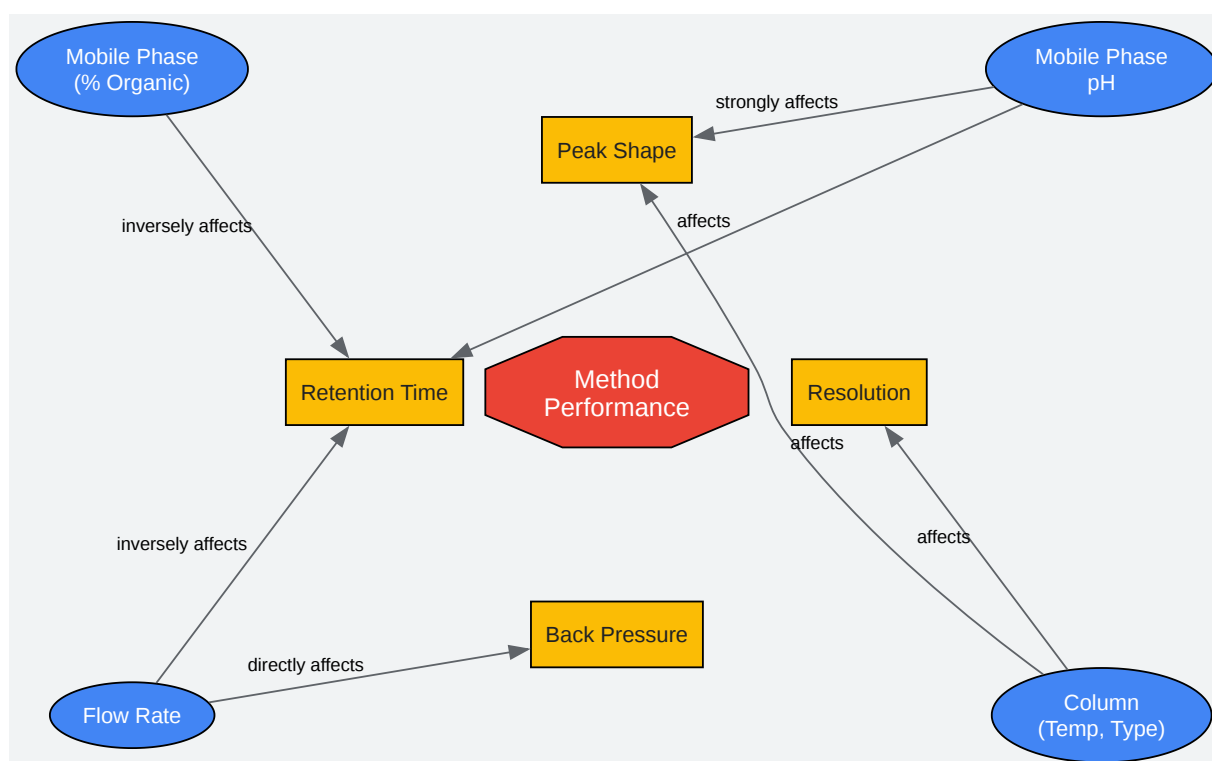 Mobile Phase
(% Organic)
Mobile Phase
pH
strongly affects
Peak Shape
inversely affects
affects
Retention Time
Method
Performance
Resolution
affects
inversely affects
affects
Back Pressure
directly affects
Flow Rate
Column
(Temp, Type)